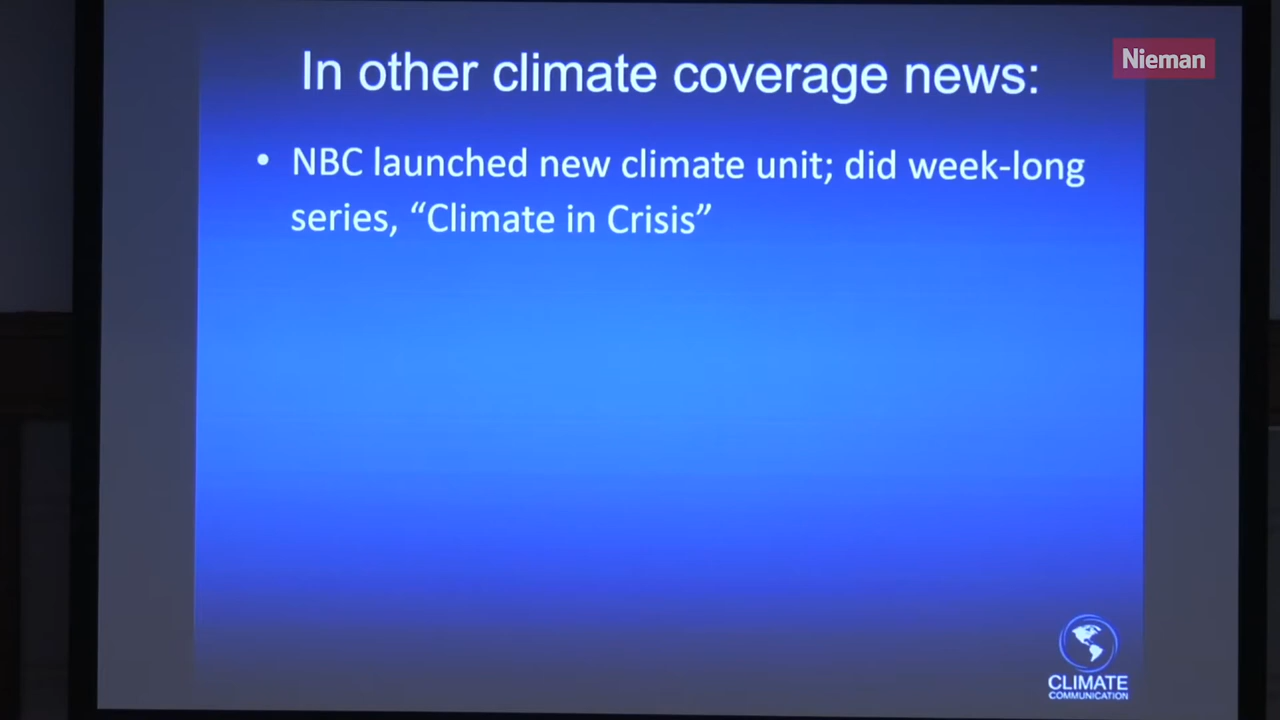 Nieman
In other climate coverage news:
• NBC launched new climate unit; did week-long
series, “Climate in Crisis”
CLIMATE
COMMUNICATION